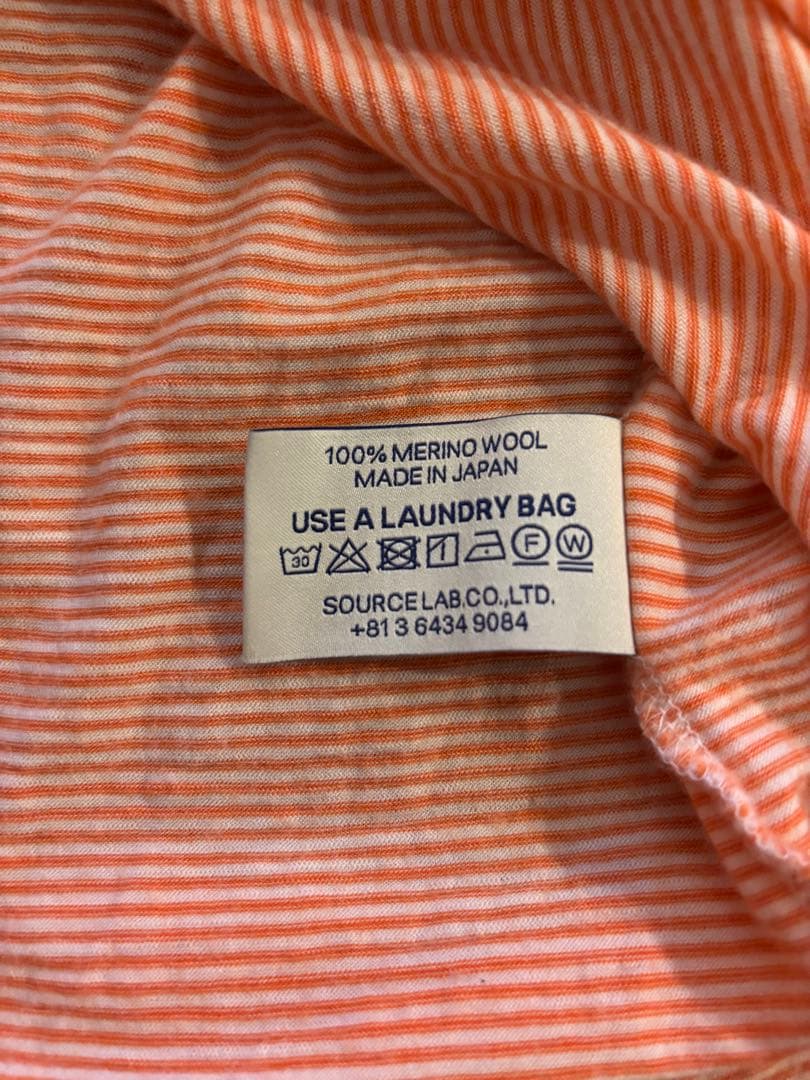 100% MERINO WOOL
MADE IN JAPAN
USE A LAUNDRY BAG
30 F W
SOURCE LAB.CO.,LTD.
+81 3 6434 9084